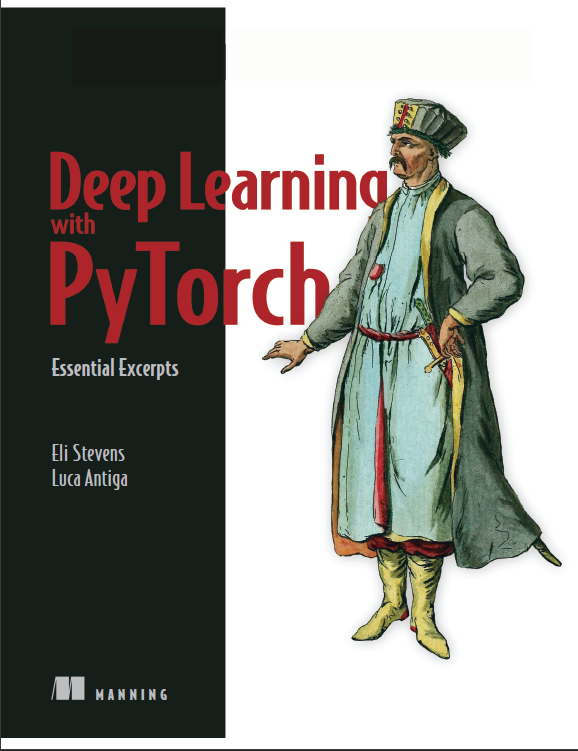 Deep Learning
with
PyTorch
Essential Excerpts
Eli Stevens
Luca Antiga
MANNING